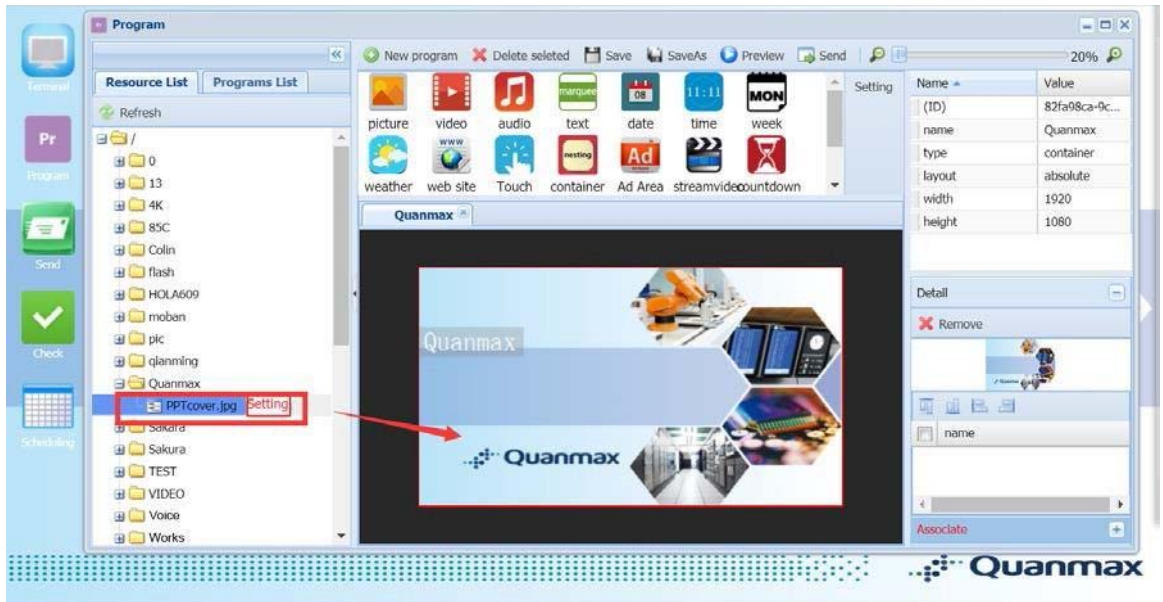 Terminal
Program
Send
Check
Scheduling
Program
Resource List
Programs List
Refresh
/
0
13
4K
85C
Colin
flash
HOLA609
moban
pic
qianming
Quanmax
PPTcover.jpg Setting
Sakara
Sakura
TEST
VIDEO
Voice
Works
New program Delete seleted Save SaveAs Preview Send 20%
marquee 08 11:11 MON
picture video audio text date time week
www nesting Ad
weather web site Touch container Ad Area streamvideo countdown
Setting
Quanmax
Quanmax
Quanmax
Name Value
(ID) 82fa98ca-9c...
name Quanmax
type container
layout absolute
width 1920
height 1080
Detail
Remove
name
Associate
Quanmax